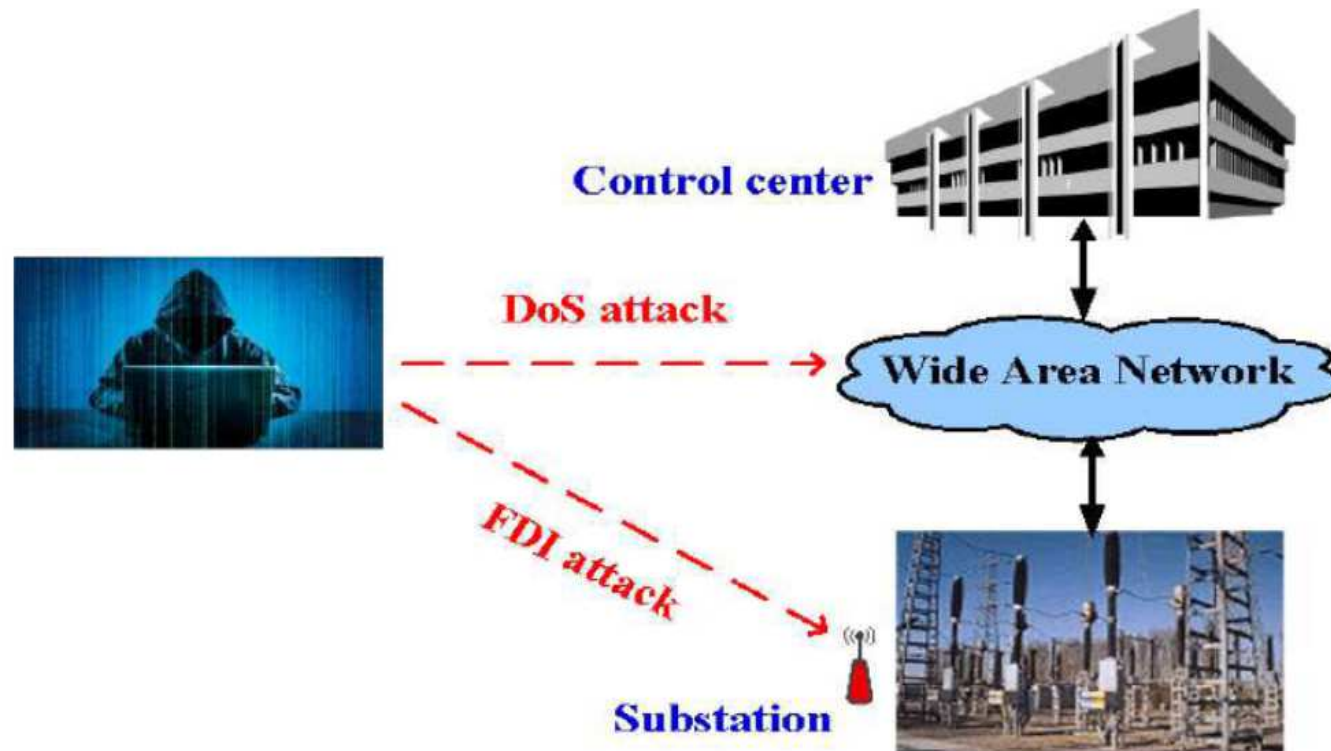 Control center
DoS attack
Wide Area Network
FDI attack
Substation